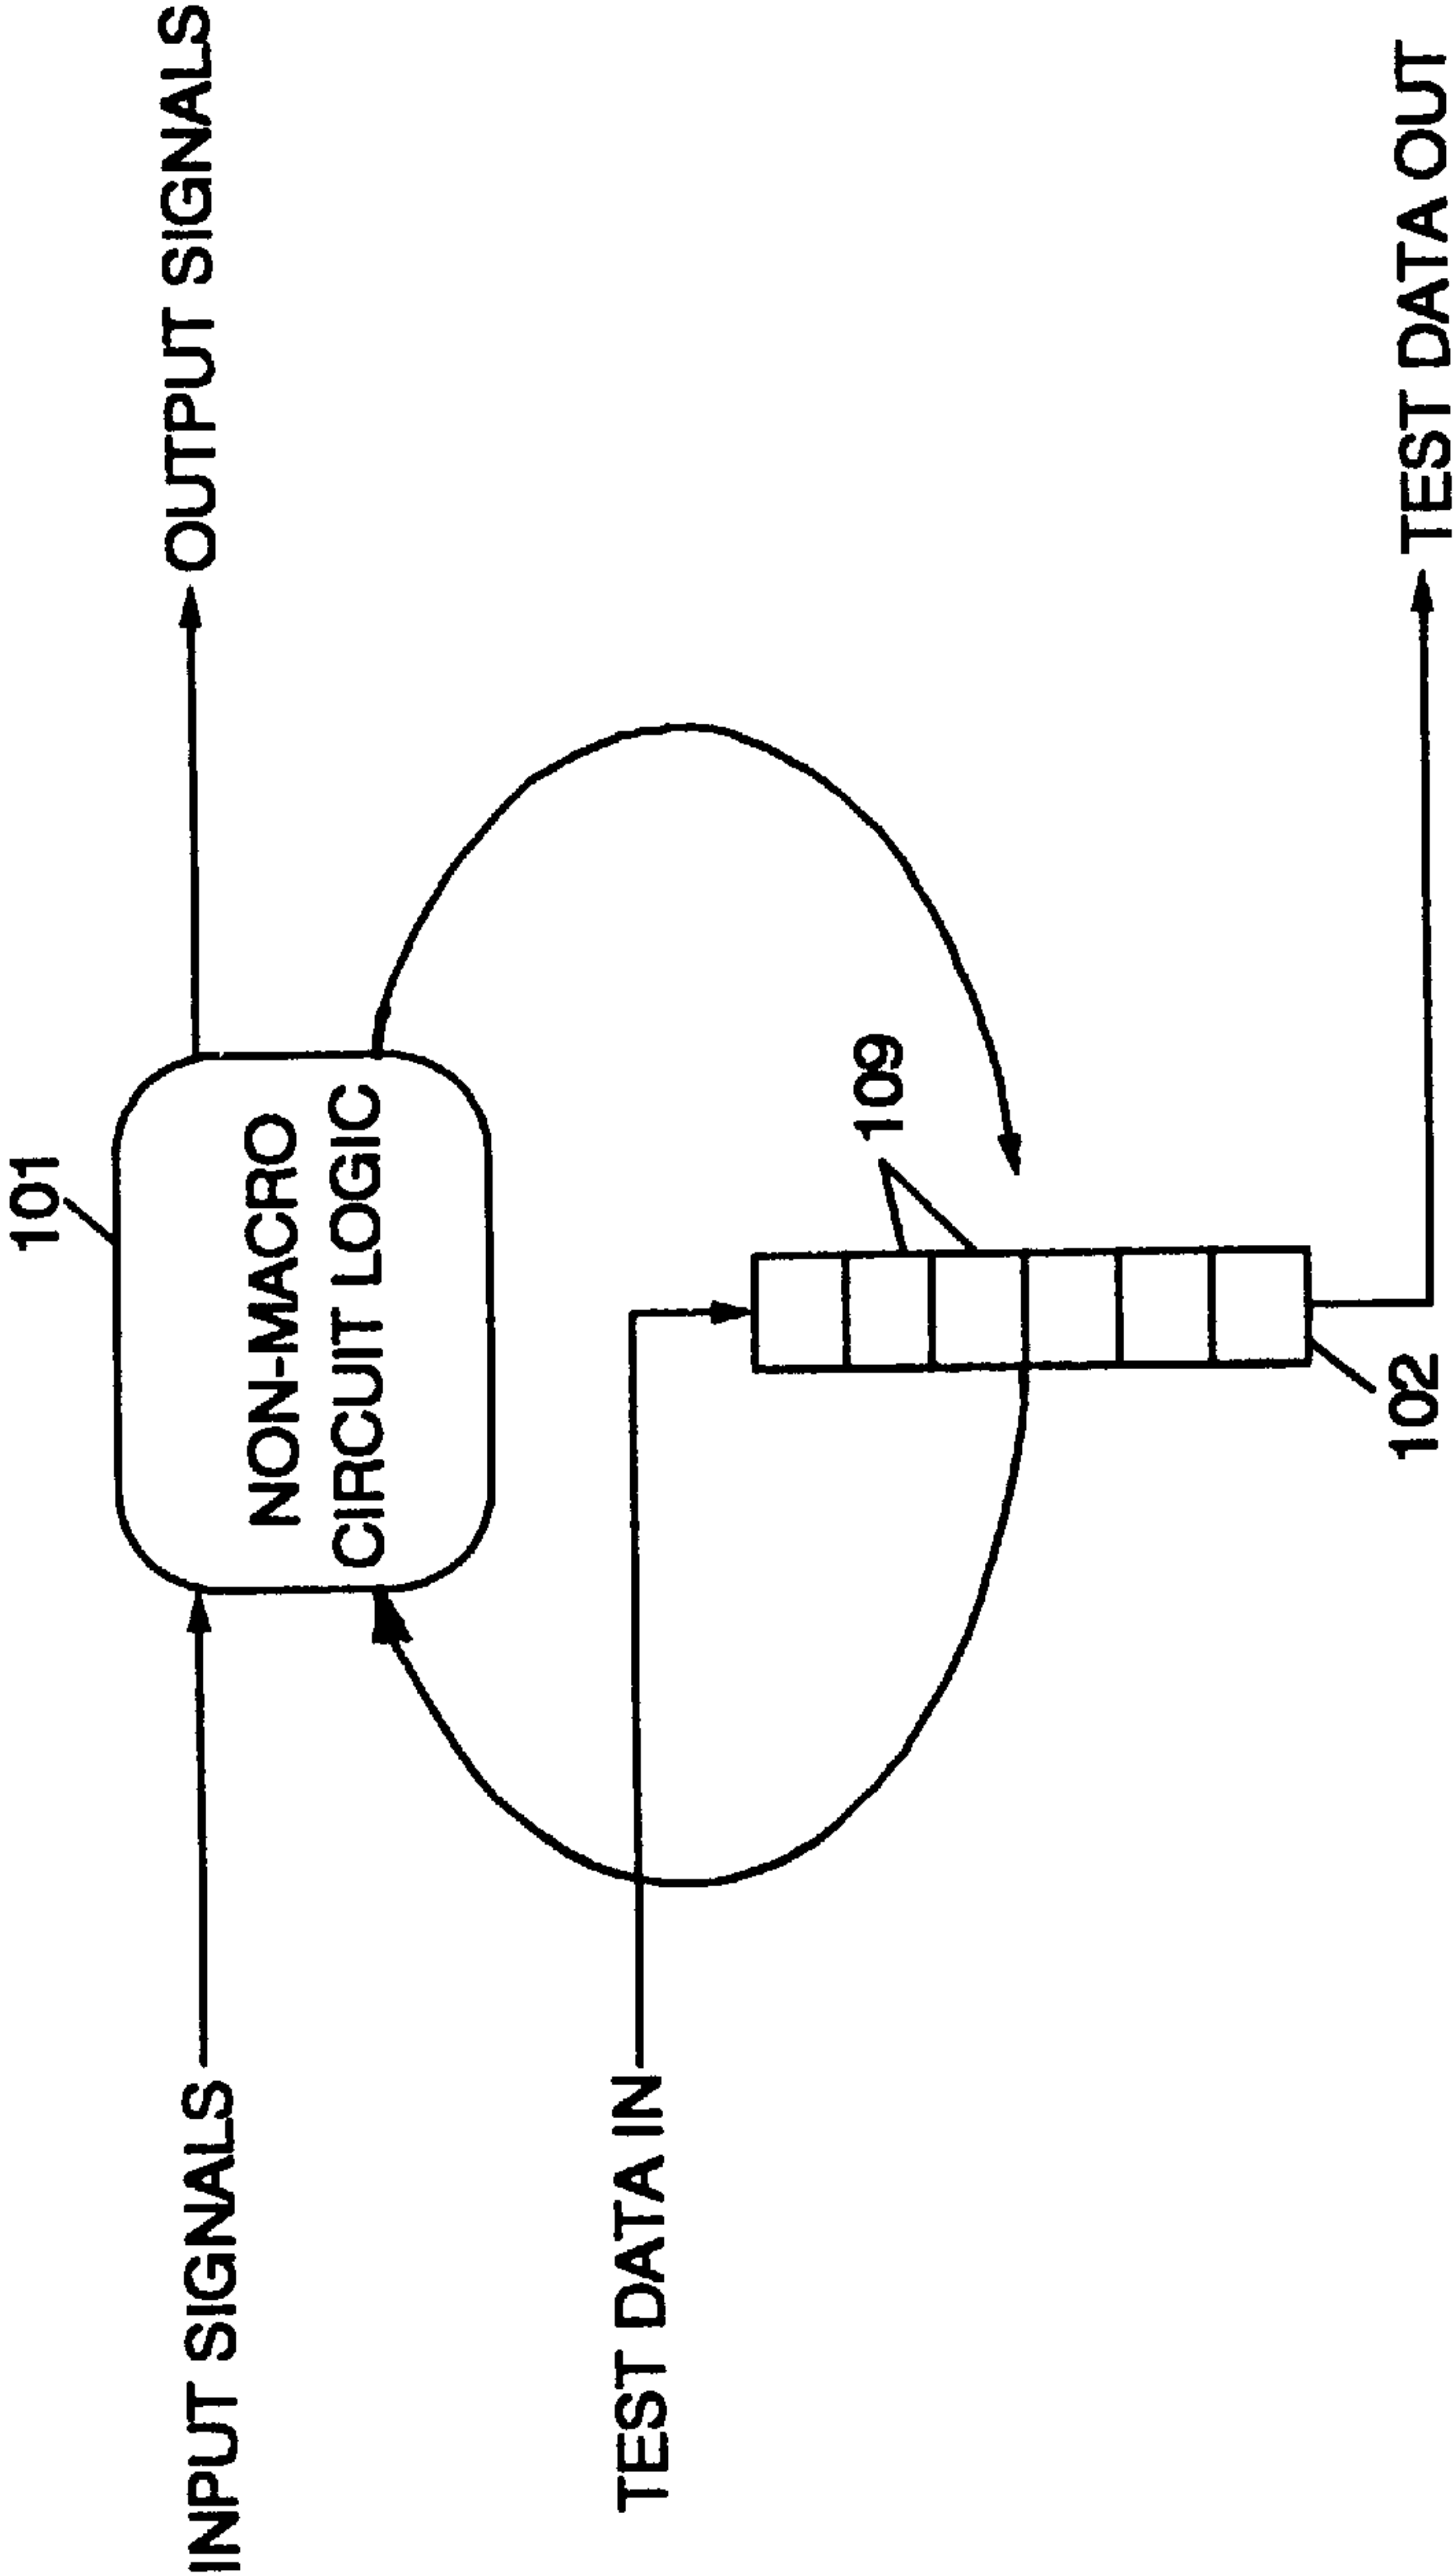 101
INPUT SIGNALS
NON-MACRO
CIRCUIT LOGIC
OUTPUT SIGNALS
TEST DATA IN
109
102
TEST DATA OUT